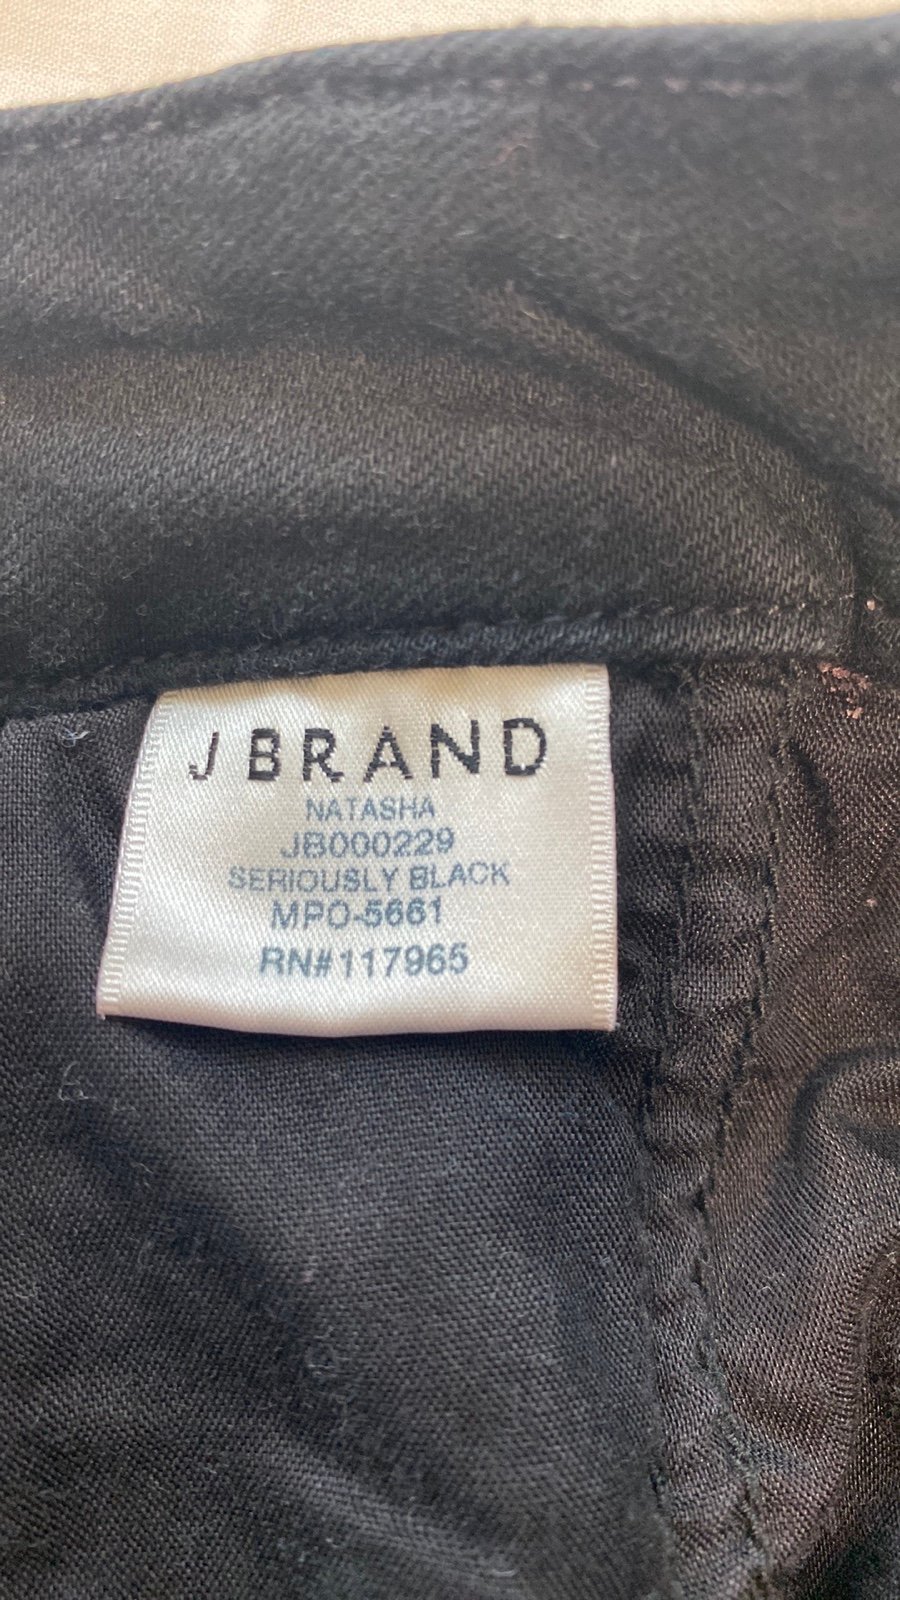 J BRAND
NATASHA
JB000229
SERIOUSLY BLACK
MPO-5661
RN#117965